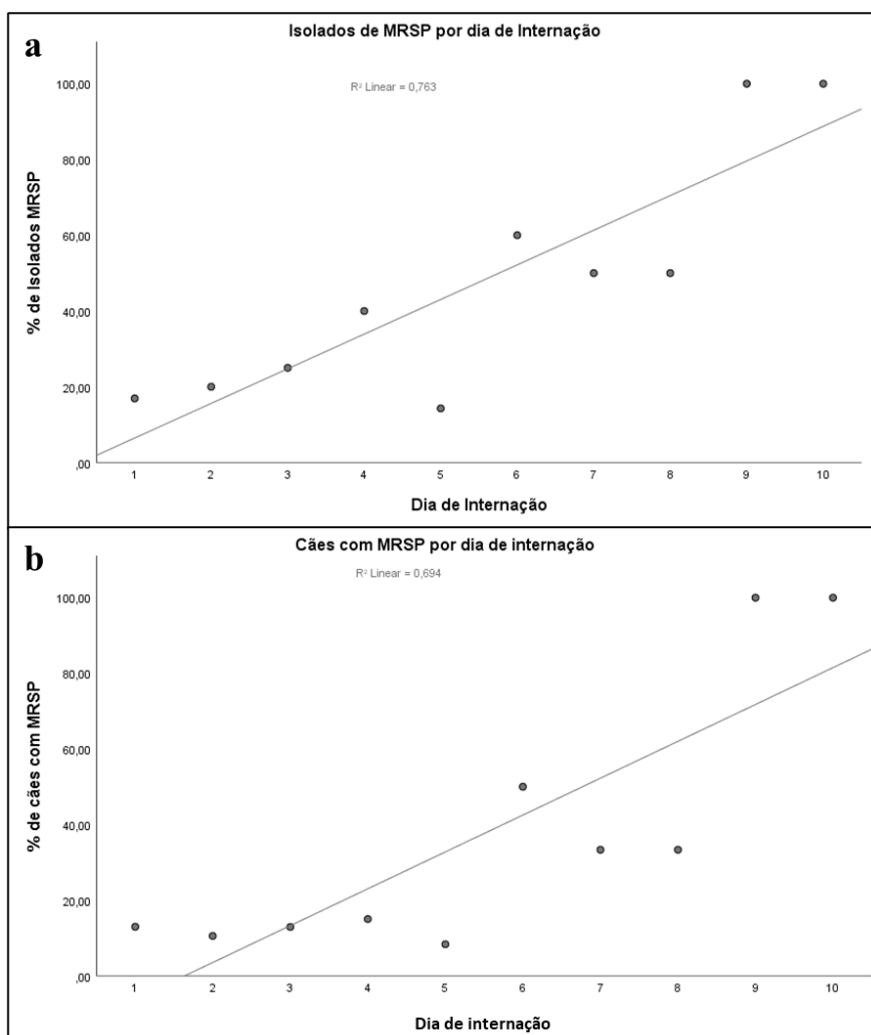 a
Isolados de MRSP por dia de Internação
R² Linear = 0,763
% de Isolados MRSP
100,00
80,00
60,00
40,00
20,00
,00
1 2 3 4 5 6 7 8 9 10
Dia de Internação
b
Cães com MRSP por dia de internação
R² Linear = 0,694
% de cães com MRSP
100,00
80,00
60,00
40,00
20,00
,00
1 2 3 4 5 6 7 8 9 10
Dia de internação